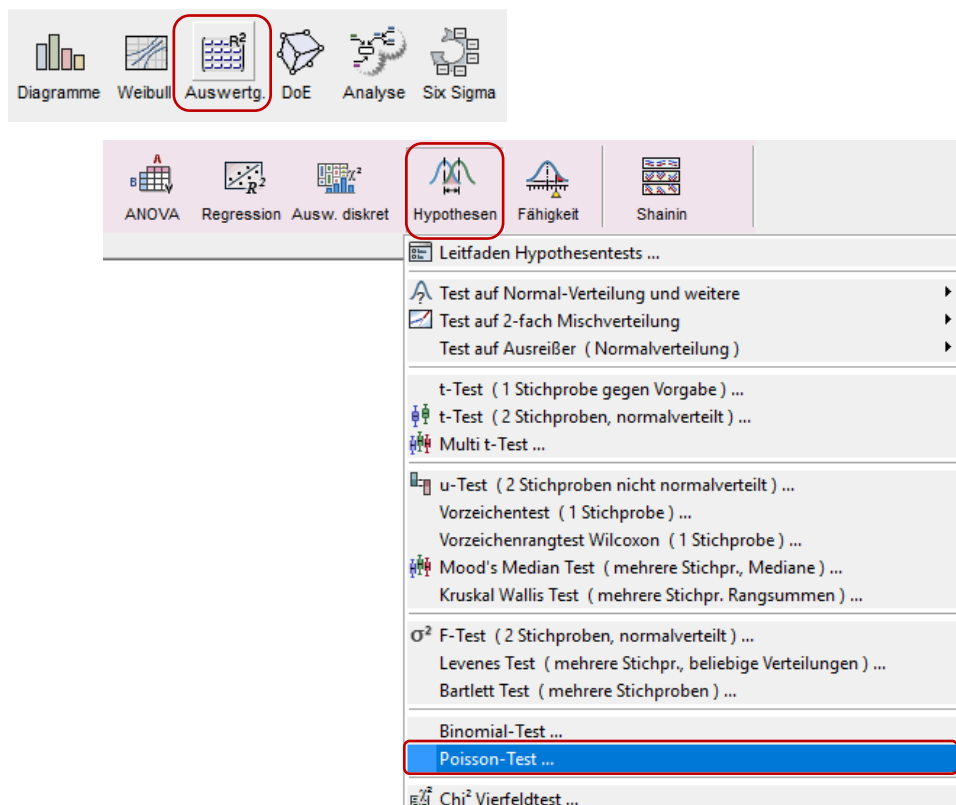 R²
Diagramme Weibull Auswertg. DoE Analyse Six Sigma
A
B
R²
χ²
ANOVA Regression Ausw. diskret Hypothesen Fähigkeit Shainin
Leitfaden Hypothesentests ...
?
Test auf Normal-Verteilung und weitere
Test auf 2-fach Mischverteilung
Test auf Ausreißer ( Normalverteilung )
t-Test ( 1 Stichprobe gegen Vorgabe ) ...
t-Test ( 2 Stichproben, normalverteilt ) ...
Multi t-Test ...
u-Test ( 2 Stichproben nicht normalverteilt ) ...
Vorzeichentest ( 1 Stichprobe ) ...
Vorzeichenrangtest Wilcoxon ( 1 Stichprobe ) ...
Mood's Median Test ( mehrere Stichpr., Mediane ) ...
Kruskal Wallis Test ( mehrere Stichpr. Rangsummen ) ...
σ² F-Test ( 2 Stichproben, normalverteilt ) ...
Levenes Test ( mehrere Stichpr., beliebige Verteilungen ) ...
Bartlett Test ( mehrere Stichproben ) ...
Binomial-Test ...
Poisson-Test ...
Chi² Vierfeldtest ...